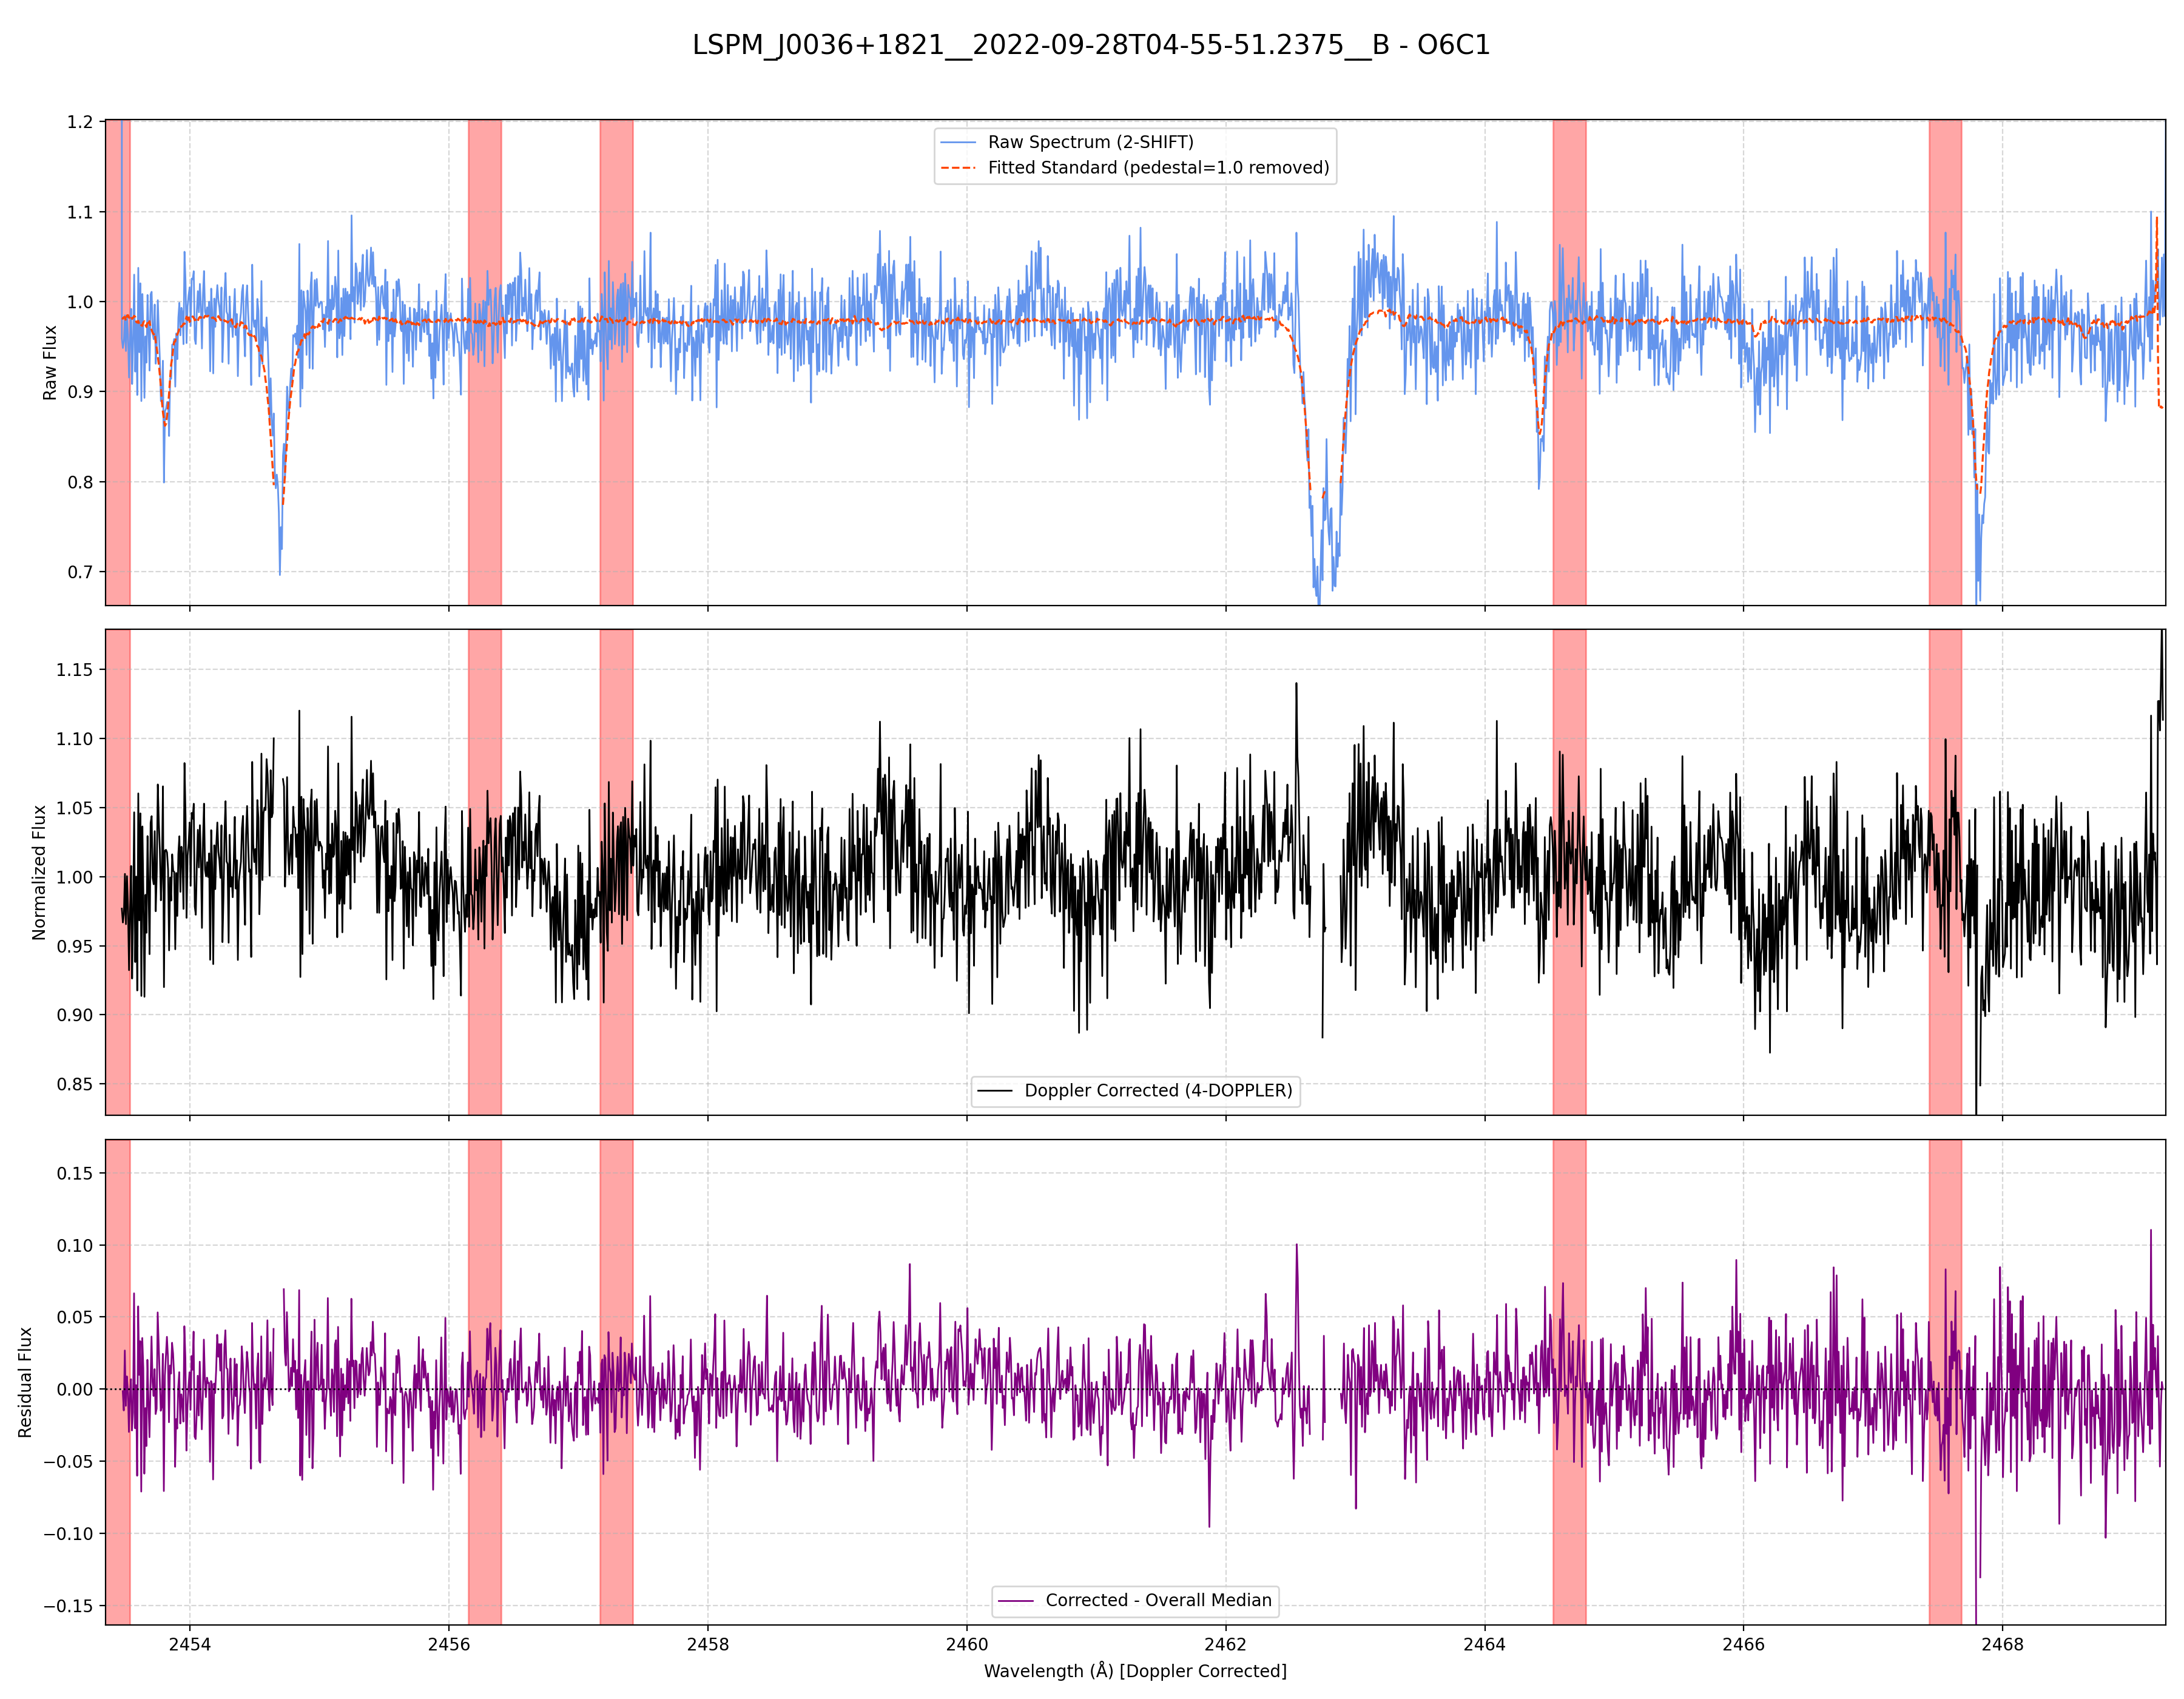 LSPM_J0036+1821__2022-09-28T04-55-51.2375__B - O6C1
1.2
1.1
1.0
0.9
0.8
0.7
Raw Flux
Raw Spectrum (2-SHIFT)
Fitted Standard (pedestal=1.0 removed)
1.15
1.10
1.05
1.00
0.95
0.90
0.85
Normalized Flux
Doppler Corrected (4-DOPPLER)
0.15
0.10
0.05
0.00
−0.05
−0.10
−0.15
Residual Flux
Corrected - Overall Median
2454 2456 2458 2460 2462 2464 2466 2468
Wavelength (Å) [Doppler Corrected]